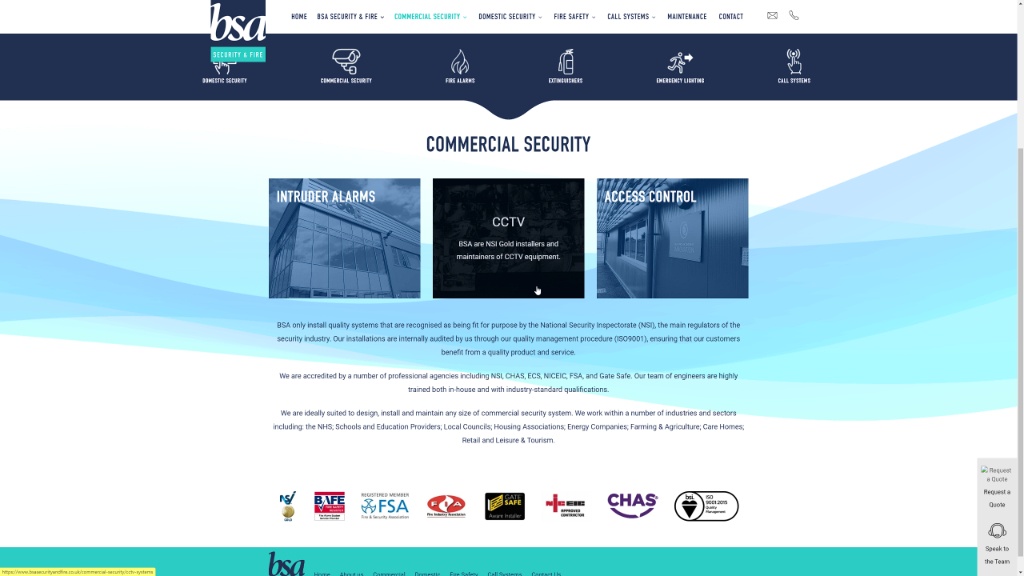 bsa
SECURITY & FIRE
HOME BSA SECURITY & FIRE COMMERCIAL SECURITY DOMESTIC SECURITY FIRE SAFETY CALL SYSTEMS MAINTENANCE CONTACT
DOMESTIC SECURITY COMMERCIAL SECURITY FIRE ALARMS EXTINGUISHERS EMERGENCY LIGHTING CALL SYSTEMS
COMMERCIAL SECURITY
INTRUDER ALARMS
CCTV
BSA are NSI Gold installers and
maintainers of CCTV equipment.
ACCESS CONTROL
BSA only install quality systems that are recognised as being fit for purpose by the National Security Inspectorate (NSI), the main regulators of the
security industry. Our installations are internally audited by us through our quality management procedure (ISO9001), ensuring that our customers
benefit from a quality product and service.
We are accredited by a number of professional agencies including NSI, CHAS, ECS, NICEIC, FSA, and Gate Safe. Our team of engineers are highly
trained both in-house and with industry-standard qualifications.
We are ideally suited to design, install and maintain any size of commercial security system. We work within a number of industries and sectors
including: the NHS; Schools and Education Providers; Local Councils; Housing Associations; Energy Companies; Farming & Agriculture; Care Homes;
Retail and Leisure & Tourism.
NSI
BAFE
REGISTERED MEMBER
FSA
Fire & Security Association
FIA
Fire Industry Association
GATE
SAFE
Aware Installer
NICEIC
APPROVED
CONTRACTOR
CHAS
bsi.
ISO
9001:2015
Quality
Management
Request
a Quote
Request a
Quote
Speak to
the Team
bsa
Home About us Commercial Domestic Fire Safety Call Systems Contact Us
https://www.bsasecurityandfire.co.uk/commercial-security/cctv-systems